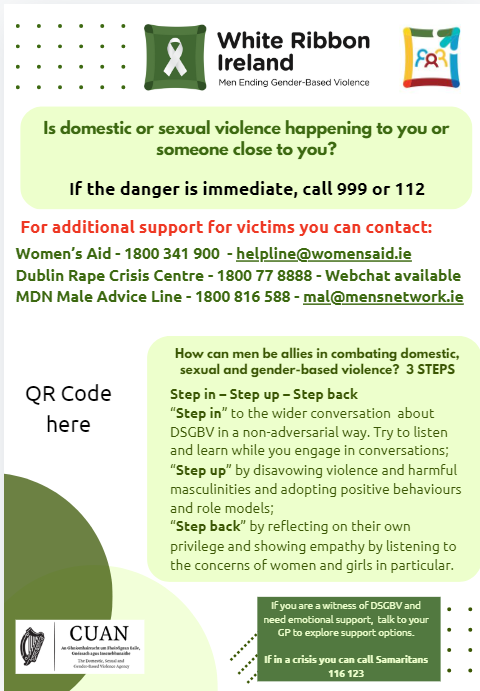 White Ribbon
Ireland
Men Ending Gender-Based Violence
Is domestic or sexual violence happening to you or
someone close to you?
If the danger is immediate, call 999 or 112
For additional support for victims you can contact:
Women’s Aid - 1800 341 900 - helpline@womensaid.ie
Dublin Rape Crisis Centre - 1800 77 8888 - Webchat available
MDN Male Advice Line - 1800 816 588 - mal@mensnetwork.ie
How can men be allies in combating domestic,
sexual and gender-based violence? 3 STEPS
Step in – Step up – Step back
“Step in” to the wider conversation about
DSGBV in a non-adversarial way. Try to listen
and learn while you engage in conversations;
“Step up” by disavowing violence and harmful
masculinities and adopting positive behaviours
and role models;
“Step back” by reflecting on their own
privilege and showing empathy by listening to
the concerns of women and girls in particular.
QR Code
here
CUAN
The Domestic, Sexual and
Gender-Based Violence Agency
If you are a witness of DSGBV and
need emotional support, talk to your
GP to explore support options.
If in a crisis you can call Samaritans
116 123